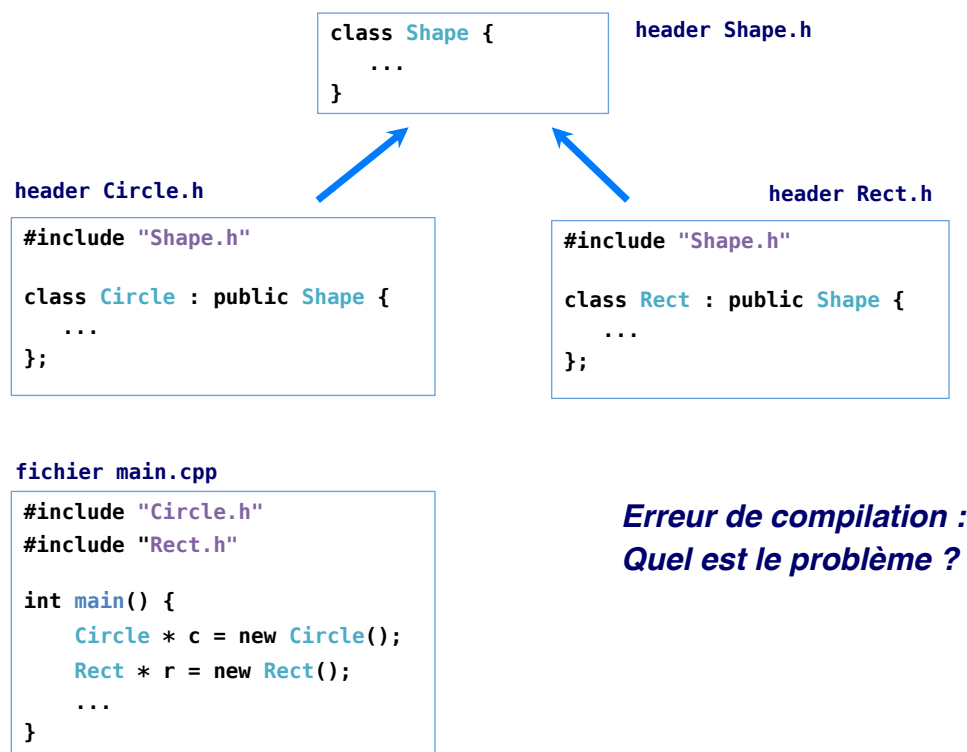 class Shape {
...
}
header Shape.h
header Circle.h
#include "Shape.h"
class Circle : public Shape {
...
};
header Rect.h
#include "Shape.h"
class Rect : public Shape {
...
};
fichier main.cpp
#include "Circle.h"
#include "Rect.h"
int main() {
Circle * c = new Circle();
Rect * r = new Rect();
...
}
Erreur de compilation :
Quel est le problème ?